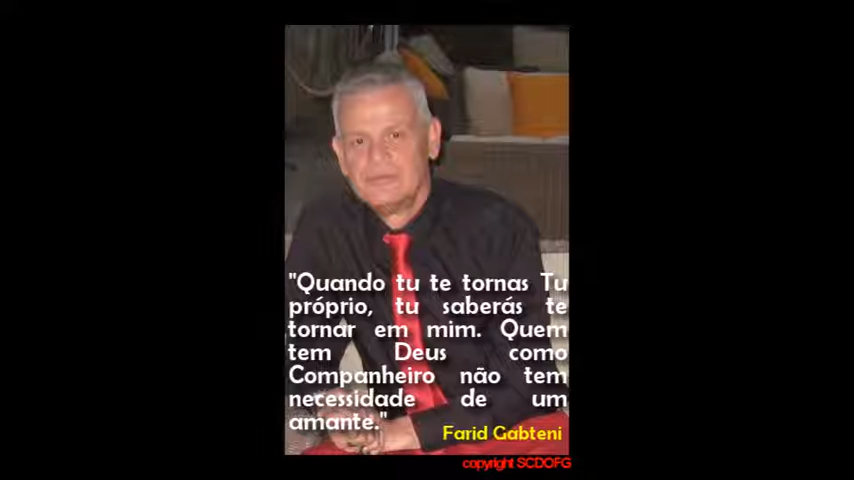 "Quando tu te tornas Tu
próprio, tu saberás te
tornar em mim. Quem
tem Deus como
Companheiro não tem
necessidade de um
amante."
Farid Gabteni
copyright SCDOFG